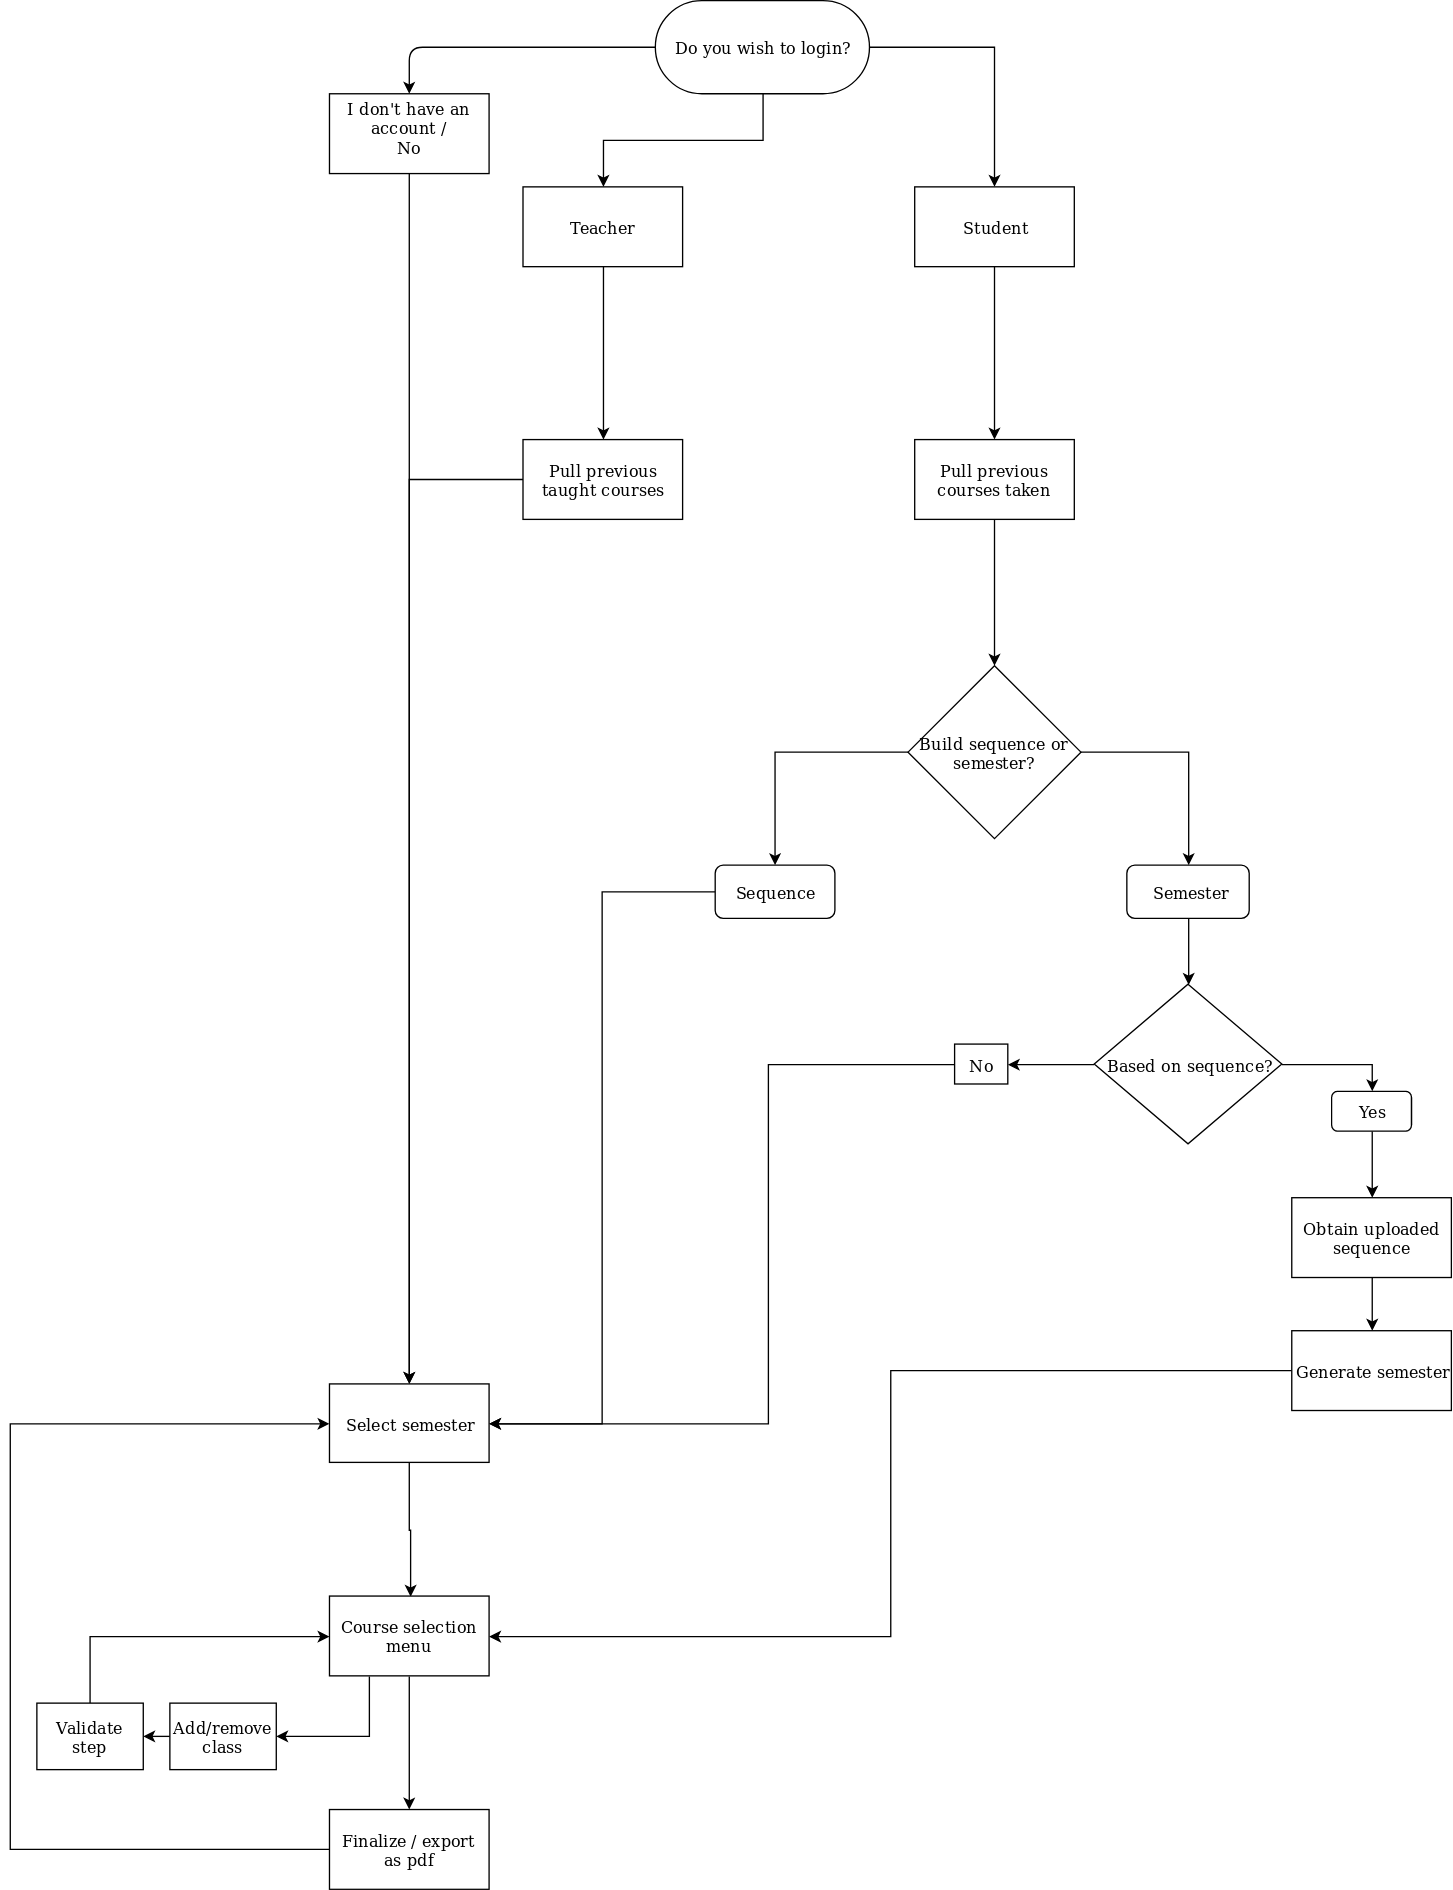 Do you wish to login?
I don't have an
account /
No
Teacher
Student
Pull previous
taught courses
Pull previous
courses taken
Build sequence or
semester?
Sequence
Semester
No
Based on sequence?
Yes
Obtain uploaded
sequence
Generate semester
Select semester
Course selection
menu
Validate
step
Add/remove
class
Finalize / export
as pdf